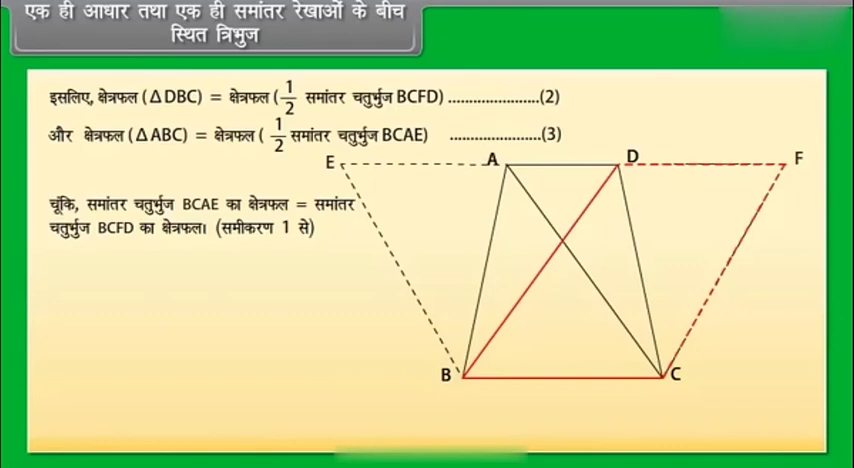 एक ही आधार तथा एक ही समांतर रेखाओं के बीच
स्थित त्रिभुज
इसलिए, क्षेत्रफल (ΔDBC) = क्षेत्रफल (1/2 समांतर चतुर्भुज BCFD) ......................(2)
और क्षेत्रफल (ΔABC) = क्षेत्रफल ( 1/2 समांतर चतुर्भुज BCAE) ......................(3)
E A D F
चूंकि, समांतर चतुर्भुज BCAE का क्षेत्रफल = समांतर
चतुर्भुज BCFD का क्षेत्रफल। (समीकरण 1 से)
B C